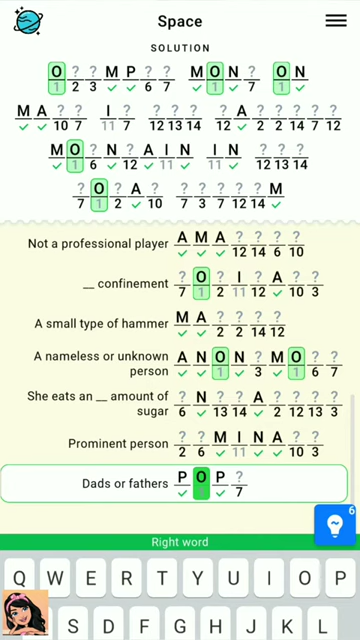 Space
SOLUTION
O ? ? M P ? ? M O N ? O N
1 2 3 ✓ ✓ 6 7 ✓ 1 ✓ 7 1 ✓
M A ? ? I ? ? ? ? ? A ? ? ? ? ?
✓ ✓ 10 7 11 7 12 13 14 12 ✓ 2 2 14 7 12
M O ? N ? A I N I N ? ? ?
✓ 1 6 ✓ 12 ✓ 11 ✓ 11 ✓ 12 13 14
? O ? A ? ? ? ? ? ? M
7 1 2 ✓ 10 7 3 7 12 14 ✓
Not a professional player A M A ? ? ? ?
✓ ✓ ✓ 12 14 6 10
__ confinement ? O ? I ? A ? ?
7 1 2 11 12 ✓ 10 3
A small type of hammer M A ? ? ? ?
✓ ✓ 2 2 14 12
A nameless or unknown person A N O N ? M O ? ?
✓ ✓ 1 ✓ 3 ✓ 1 6 7
She eats an __ amount of sugar ? N ? ? A ? ? ? ?
6 ✓ 13 14 ✓ 2 12 13 3
Prominent person ? ? M I N A ? ?
2 6 ✓ 11 ✓ ✓ 10 3
Dads or fathers P O P ?
✓ ✓ 7
6
Right word
Q W E R T Y U I O P
S D F G H J K L